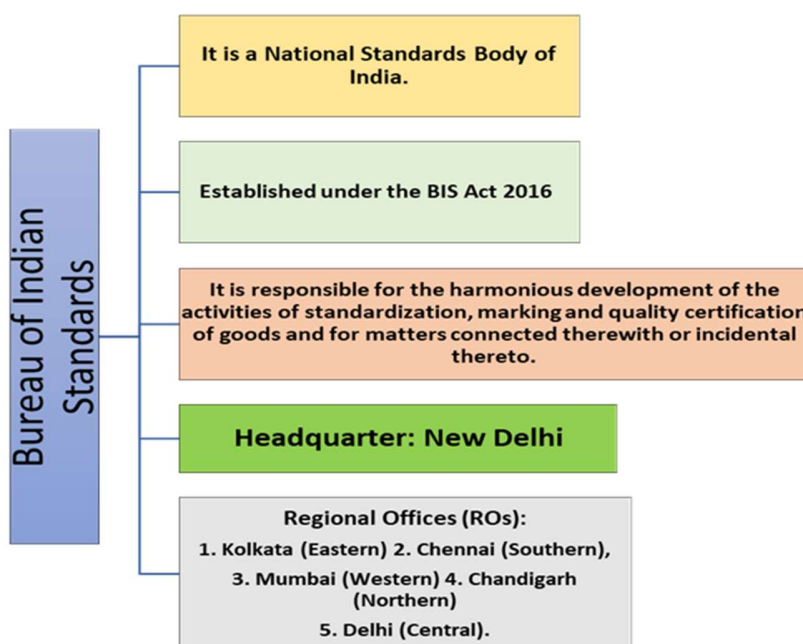 Bureau of Indian
Standards
It is a National Standards Body of
India.
Established under the BIS Act 2016
It is responsible for the harmonious development of the
activities of standardization, marking and quality certification
of goods and for matters connected therewith or incidental
thereto.
Headquarter: New Delhi
Regional Offices (ROs):
1. Kolkata (Eastern) 2. Chennai (Southern),
3. Mumbai (Western) 4. Chandigarh
(Northern)
5. Delhi (Central).